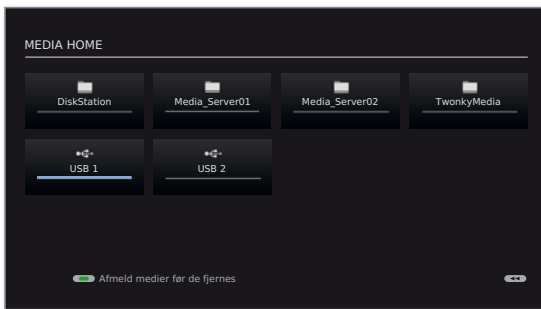 MEDIA HOME
DiskStation
Media_Server01
Media_Server02
TwonkyMedia
USB 1
USB 2
Afmeld medier før de fjernes